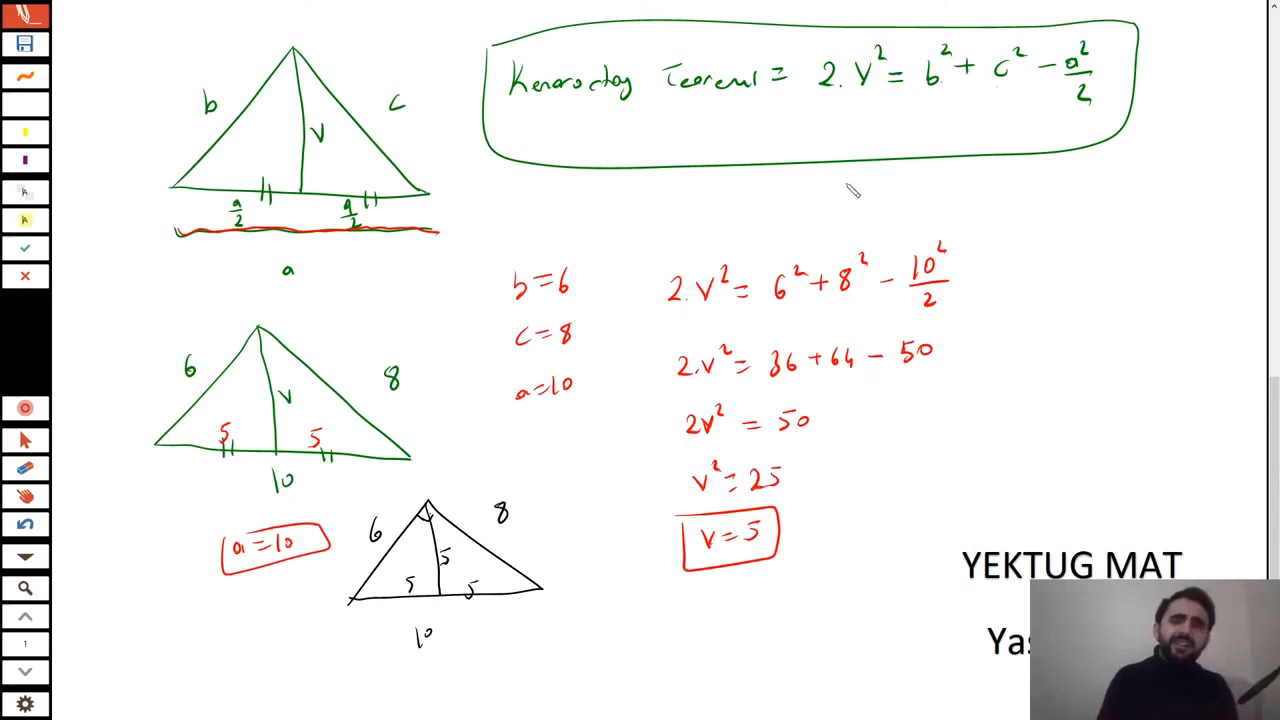 Kenarortay Teoremi = 2.V² = b² + c² - a²/2
b
c
V
a/2
a/2
a
b=6
c=8
a=10
2.V² = 6² + 8² - 10²/2
2.V² = 36 + 64 - 50
2V² = 50
V² = 25
V = 5
6
8
V
5
5
10
a=10
6
8
5
5
5
10
YEKTUG MAT
1